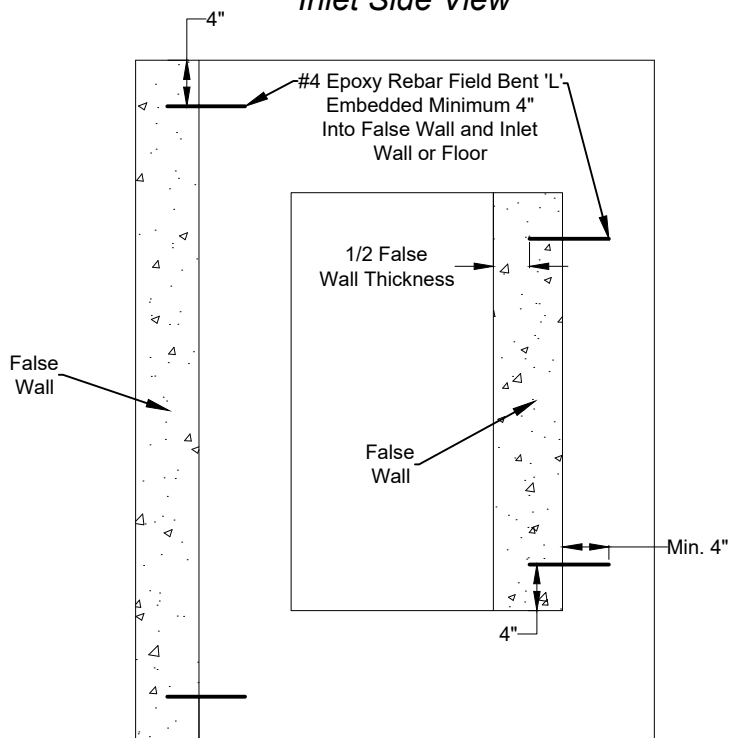 Inlet Side View
4"
#4 Epoxy Rebar Field Bent 'L'
Embedded Minimum 4"
Into False Wall and Inlet
Wall or Floor
1/2 False
Wall Thickness
False
Wall
False
Wall
Min. 4"
4"